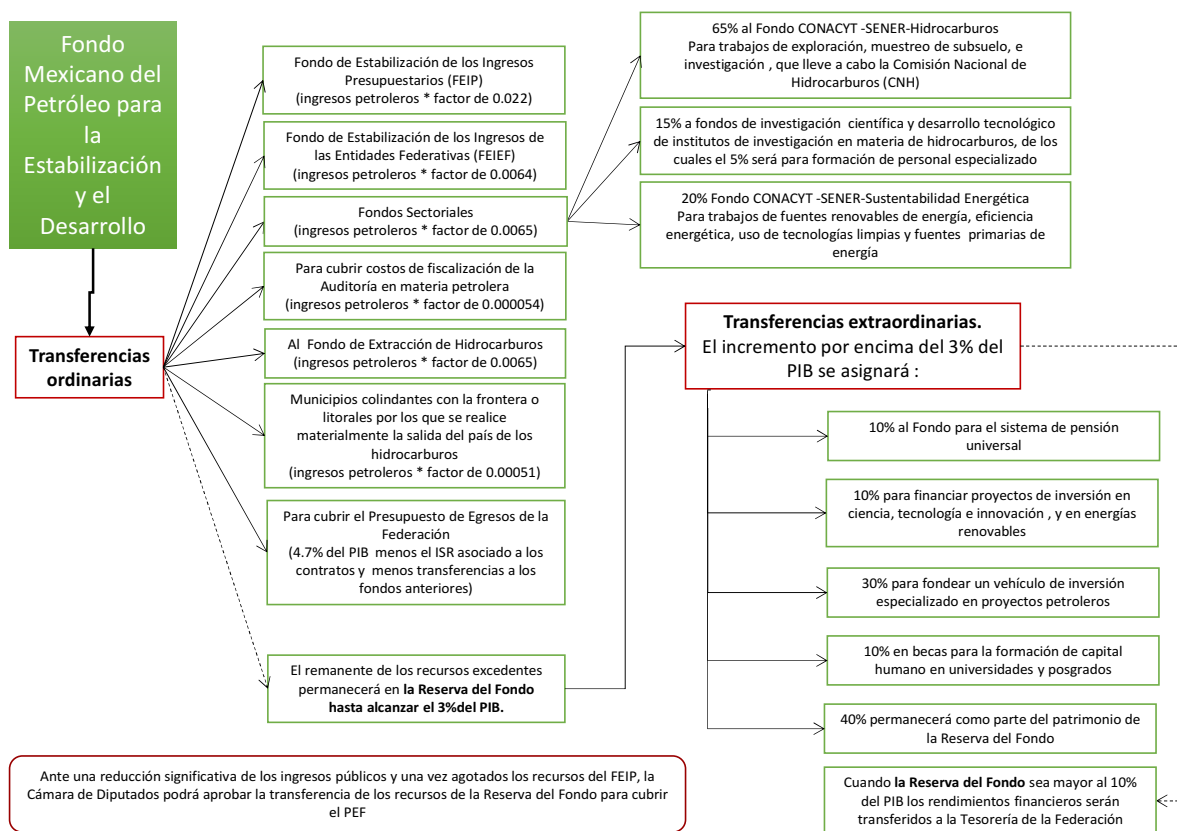 Fondo
Mexicano del
Petróleo para
la
Estabilización
y el
Desarrollo
Transferencias
ordinarias
Fondo de Estabilización de los Ingresos
Presupuestarios (FEIP)
(ingresos petroleros * factor de 0.022)
Fondo de Estabilización de los Ingresos de
las Entidades Federativas (FEIEF)
(ingresos petroleros * factor de 0.0064)
Fondos Sectoriales
(ingresos petroleros * factor de 0.0065)
Para cubrir costos de fiscalización de la
Auditoría en materia petrolera
(ingresos petroleros * factor de 0.000054)
Al Fondo de Extracción de Hidrocarburos
(ingresos petroleros * factor de 0.0065)
Municipios colindantes con la frontera o
litorales por los que se realice
materialmente la salida del país de los
hidrocarburos
(ingresos petroleros * factor de 0.00051)
Para cubrir el Presupuesto de Egresos de la
Federación
(4.7% del PIB menos el ISR asociado a los
contratos y menos transferencias a los
fondos anteriores)
El remanente de los recursos excedentes
permanecerá en la Reserva del Fondo
hasta alcanzar el 3%del PIB.
65% al Fondo CONACYT -SENER-Hidrocarburos
Para trabajos de exploración, muestreo de subsuelo, e
investigación , que lleve a cabo la Comisión Nacional de
Hidrocarburos (CNH)
15% a fondos de investigación científica y desarrollo tecnológico
de institutos de investigación en materia de hidrocarburos, de los
cuales el 5% será para formación de personal especializado
20% Fondo CONACYT -SENER-Sustentabilidad Energética
Para trabajos de fuentes renovables de energía, eficiencia
energética, uso de tecnologías limpias y fuentes primarias de
energía
Transferencias extraordinarias.
El incremento por encima del 3% del
PIB se asignará :
10% al Fondo para el sistema de pensión
universal
10% para financiar proyectos de inversión en
ciencia, tecnología e innovación , y en energías
renovables
30% para fondear un vehículo de inversión
especializado en proyectos petroleros
10% en becas para la formación de capital
humano en universidades y posgrados
40% permanecerá como parte del patrimonio de
la Reserva del Fondo
Cuando la Reserva del Fondo sea mayor al 10%
del PIB los rendimientos financieros serán
transferidos a la Tesorería de la Federación
Ante una reducción significativa de los ingresos públicos y una vez agotados los recursos del FEIP, la
Cámara de Diputados podrá aprobar la transferencia de los recursos de la Reserva del Fondo para cubrir
el PEF